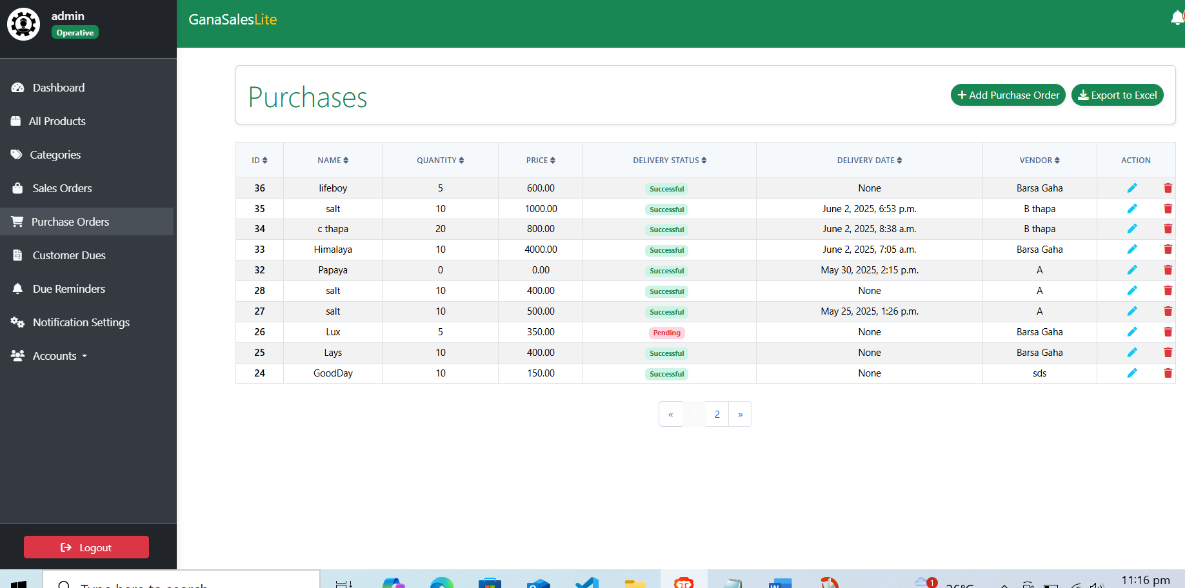 admin
Operative
GanaSalesLite
Dashboard
All Products
Categories
Sales Orders
Purchase Orders
Customer Dues
Due Reminders
Notification Settings
Accounts
Logout
Purchases
+ Add Purchase Order
Export to Excel
ID NAME QUANTITY PRICE DELIVERY STATUS DELIVERY DATE VENDOR ACTION
36 lifeboy 5 600.00 Successful None Barsa Gaha
35 salt 10 1000.00 Successful June 2, 2025, 6:53 p.m. B thapa
34 c thapa 20 800.00 Successful June 2, 2025, 8:38 a.m. B thapa
33 Himalaya 10 4000.00 Successful June 2, 2025, 7:05 a.m. Barsa Gaha
32 Papaya 0 0.00 Successful May 30, 2025, 2:15 p.m. A
28 salt 10 400.00 Successful None A
27 salt 10 500.00 Successful May 25, 2025, 1:26 p.m. A
26 Lux 5 350.00 Pending None Barsa Gaha
25 Lays 10 400.00 Successful None Barsa Gaha
24 GoodDay 10 150.00 Successful None sds
« 2 »
Type here to search
1
26°C
11:16 pm